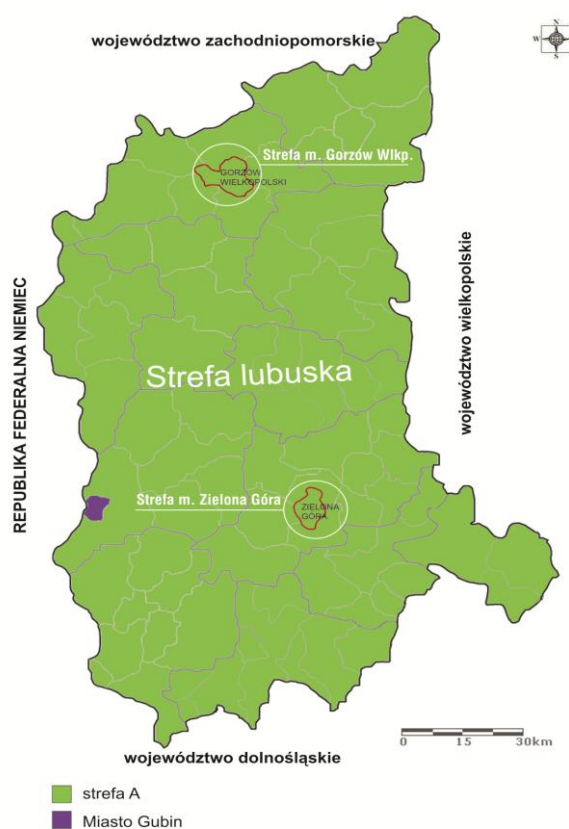 województwo zachodniopomorskie
N
W
E
S
Strefa m. Gorzów Wlkp.
GORZÓW
WIELKOPOLSKI
REPUBLIKA FEDERALNA NIEMIEC
województwo wielkopolskie
Strefa lubuska
Strefa m. Zielona Góra
ZIELONA
GÓRA
0 15 30km
województwo dolnośląskie
strefa A
Miasto Gubin